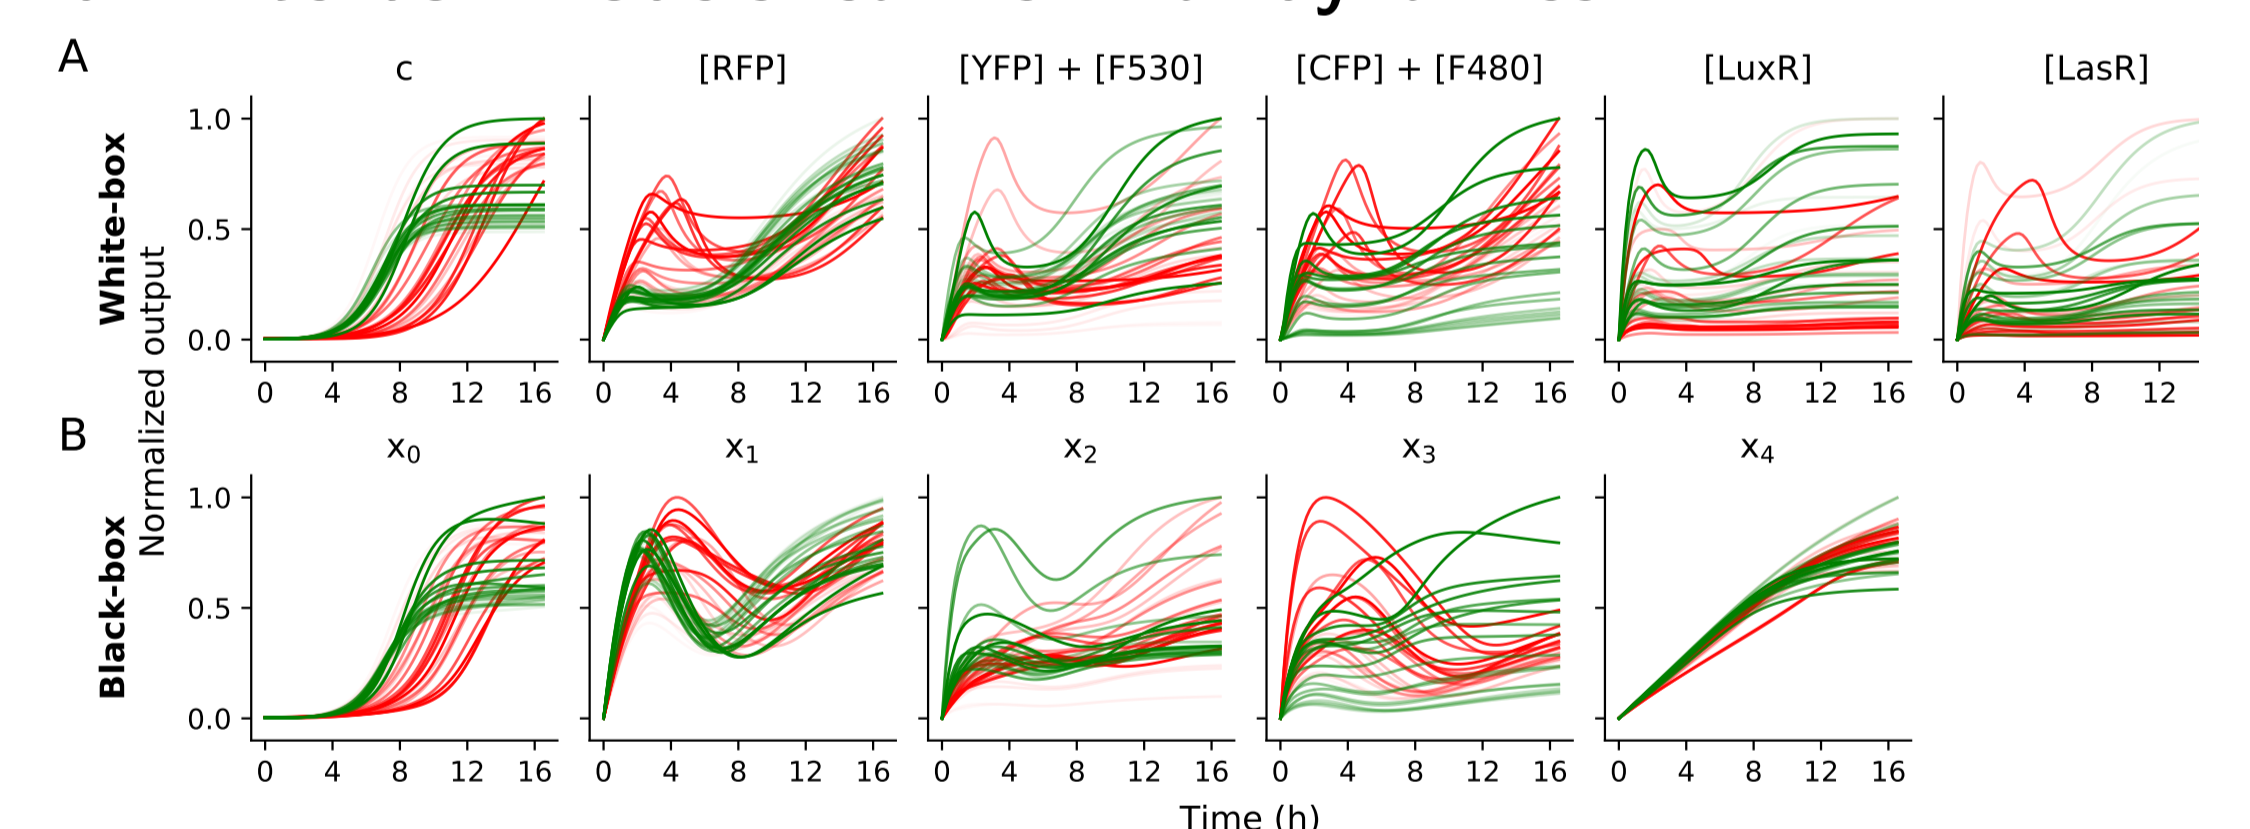 A
c [RFP] [YFP] + [F530] [CFP] + [F480] [LuxR] [LasR]
White-box
Normalized output
1.0
0.5
0.0
0 4 8 12 16 0 4 8 12 16 0 4 8 12 16 0 4 8 12 16 0 4 8 12 16 0 4 8 12
B
x₀ x₁ x₂ x₃ x₄
Black-box
1.0
0.5
0.0
0 4 8 12 16 0 4 8 12 16 0 4 8 12 16 0 4 8 12 16 0 4 8 12 16
Time (h)